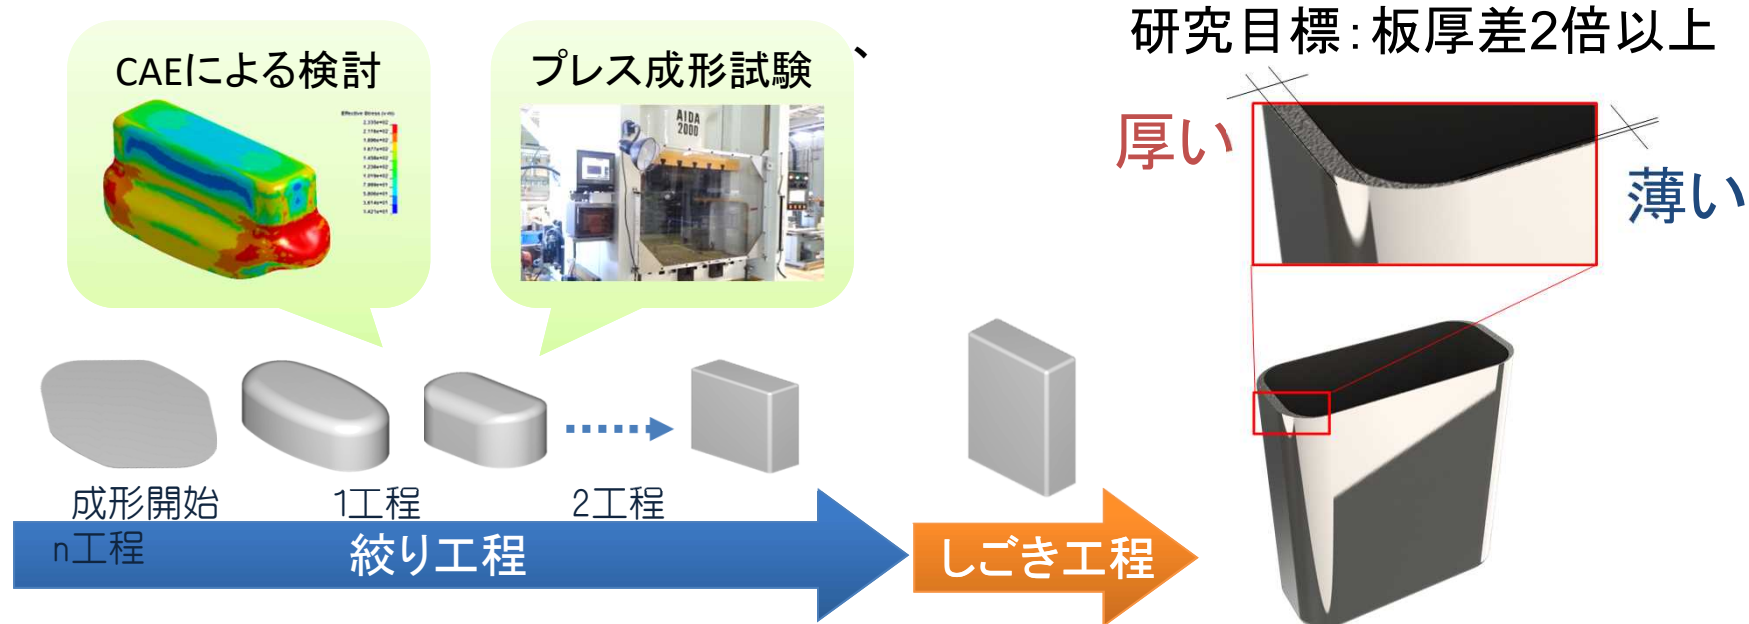 研究目標:板厚差2倍以上
CAEによる検討
プレス成形試験
、
厚い
薄い
AIDA
2000
成形開始
1工程
2工程
n工程
絞り工程
しごき工程